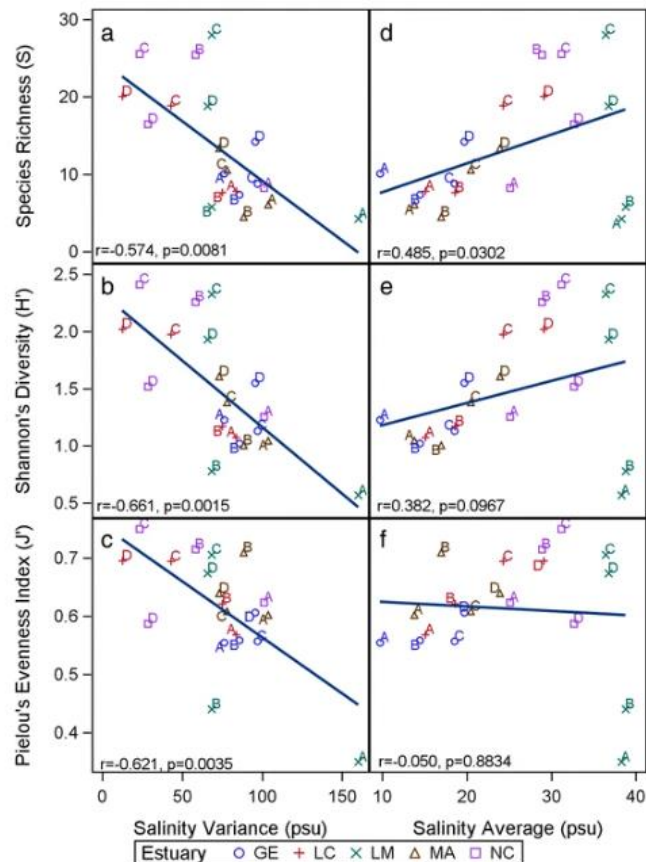 a
d
Species Richness (S)
30
20
10
0
r=-0.574, p=0.0081
r=0.485, p=0.0302
b
e
Shannon's Diversity (H')
2.5
2.0
1.5
1.0
0.5
r=-0.661, p=0.0015
r=0.382, p=0.0967
c
f
Pielou's Evenness Index (J')
0.7
0.6
0.5
0.4
r=-0.621, p=0.0035
r=-0.050, p=0.8834
0 50 100 150
10 20 30 40
Salinity Variance (psu)
Salinity Average (psu)
Estuary GE LC LM MA NC